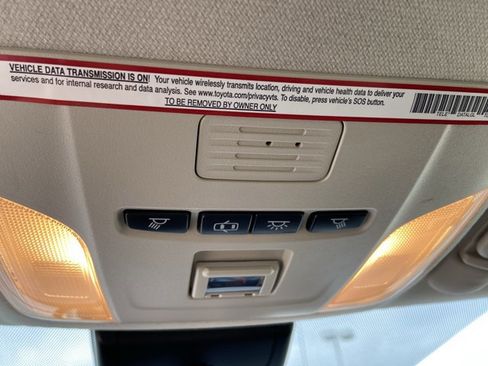 VEHICLE DATA TRANSMISSION IS ON! Your vehicle wirelessly transmits location, driving and vehicle health data to deliver your
services and for internal research and data analysis. See www.toyota.com/privacyvts. To disable, press vehicle's SOS button.
TO BE REMOVED BY OWNER ONLY
TELE DATALGL